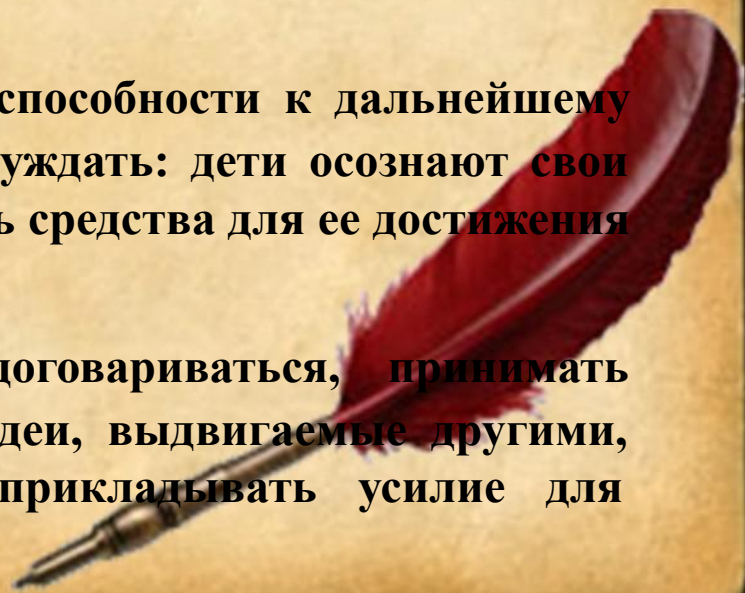 способности к дальнейшему
уждать: дети осознают свои
ь средства для ее достижения
договариваться, принимать
деи, выдвигаемые другими,
прикладывать усилие для